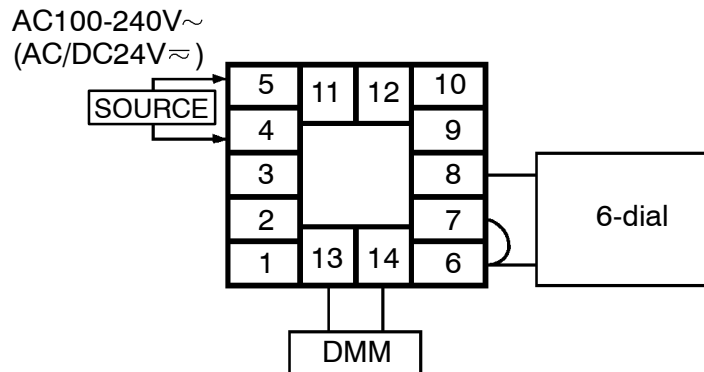 AC100-240V~
(AC/DC24V⎓~)
SOURCE
5
4
3
2
1
11
12
13
14
10
9
8
7
6
6-dial
DMM